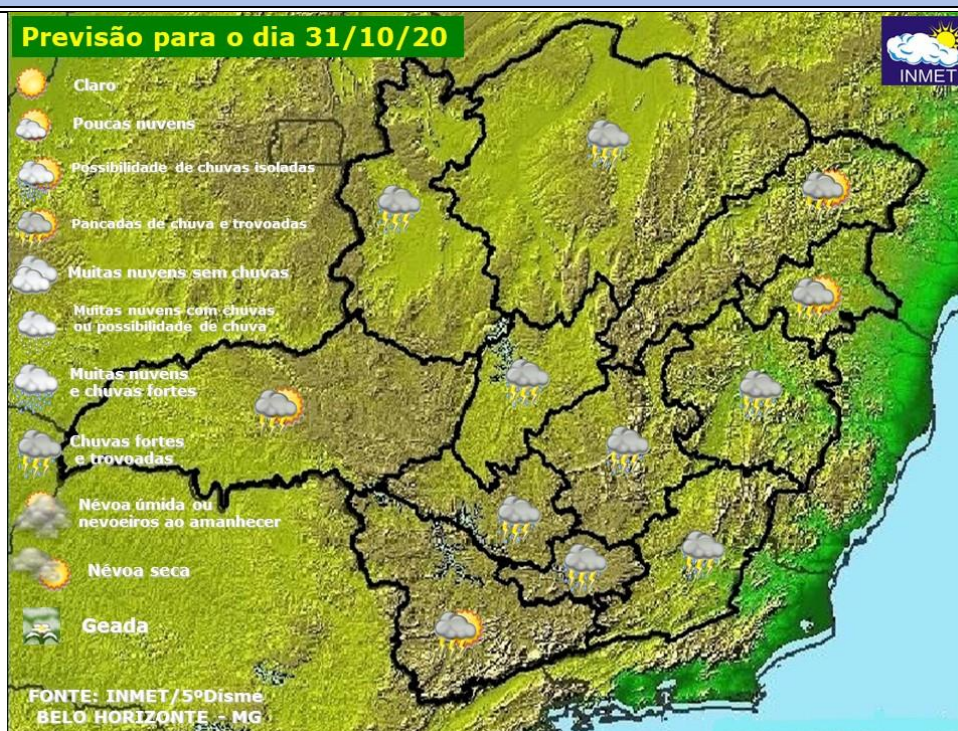 Previsão para o dia 31/10/20
INMET
Claro
Poucas nuvens
Possibilidade de chuvas isoladas
Pancadas de chuva e trovoadas
Muitas nuvens sem chuvas
Muitas nuvens com chuvas
ou possibilidade de chuva
Muitas nuvens
e chuvas fortes
Chuvas fortes
e trovoadas
Névoa úmida ou
nevoeiros ao amanhecer
Névoa seca
Geada
FONTE: INMET/5ºDisme
BELO HORIZONTE - MG